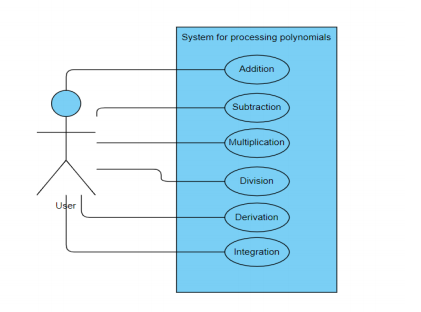 System for processing polynomials
Addition
Subtraction
Multiplication
Division
User
Derivation
Integration